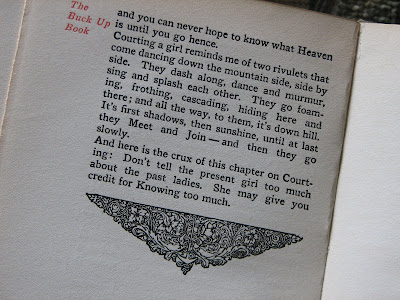 The
Buck Up
Book
and you can never hope to know what Heaven
is until you go hence.
Courting a girl reminds me of two rivulets that
come dancing down the mountain side, side by
side. They dash along, dance and murmur,
sing and splash each other. They go foam-
ing, frothing, cascading, hiding here and
there; and all the way, to them, it's down hill.
It's first shadows, then sunshine, until at last
they Meet and Join—and then they go
slowly.
And here is the crux of this chapter on Court-
ing: Don't tell the present girl too much
about the past ladies. She may give you
credit for Knowing too much.